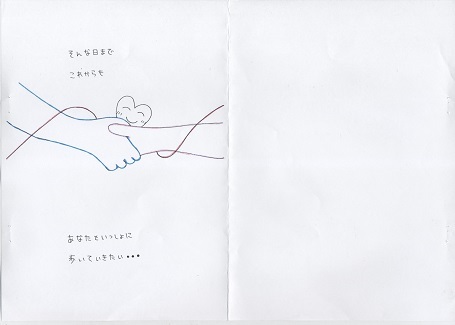 そんな日まで
これからも
あなたといっしょに
歩いていきたい・・・